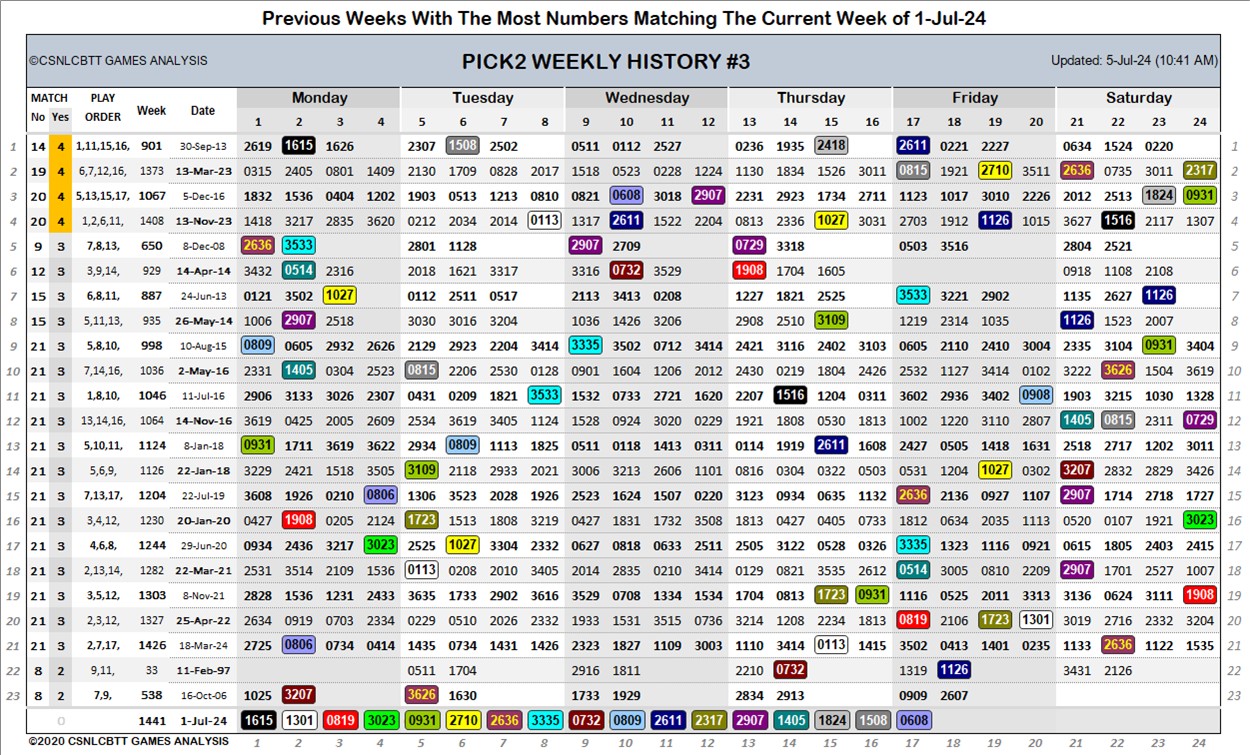 Previous Weeks With The Most Numbers Matching The Current Week of 1-Jul-24
©CSNLCBTT GAMES ANALYSIS PICK2 WEEKLY HISTORY #3 Updated: 5-Jul-24 (10:41 AM)
MATCH PLAY Week Date Monday Tuesday Wednesday Thursday Friday Saturday
No Yes ORDER 1 2 3 4 5 6 7 8 9 10 11 12 13 14 15 16 17 18 19 20 21 22 23 24
1 14 4 1,11,15,16, 901 30-Sep-13 2619 1615 1626 2307 1508 2502 0511 0112 2527 0236 1935 2418 2611 0221 2227 0634 1524 0220 1
2 19 4 6,7,12,16, 1373 13-Mar-23 0315 2405 0801 1409 2130 1709 0828 2017 1518 0523 0228 1224 1130 1834 1526 3011 0815 1921 2710 3511 2636 0735 3011 2317 2
3 20 4 5,13,15,17, 1067 5-Dec-16 1832 1536 0404 1202 1903 0513 0810 0821 0608 3018 2907 2231 2923 1734 2711 1123 1017 3010 2226 2012 2513 1824 0931 3
4 20 4 1,2,6,11, 1408 13-Nov-23 1418 3217 2835 3620 0212 2034 2014 0113 1317 2611 1522 2204 0813 2336 1027 3031 2703 1912 1126 1015 3627 1516 2117 1307 4
5 9 3 7,8,13, 650 8-Dec-08 2636 3533 2801 1128 2907 2709 0729 3318 0503 3516 2804 2521 5
6 12 3 3,9,14, 929 14-Apr-14 3432 0514 2316 2018 1621 3317 3316 0732 3529 1908 1704 1605 0918 1108 2108 6
7 15 3 6,8,11, 887 24-Jun-13 0121 3502 1027 0112 2511 0517 2113 3413 0208 1227 1821 2525 3533 3221 2902 1135 2627 1126 7
8 15 3 5,11,13, 935 26-May-14 1006 2907 2518 3030 3016 3204 1036 1426 3206 2908 2510 3109 1219 2314 1035 1126 1523 2007 8
9 21 3 5,8,10, 998 10-Aug-15 0809 0605 2932 2626 2129 2923 2204 3414 3335 3502 0712 3414 2421 3116 2402 3103 0605 2110 2410 3004 2335 3104 0931 3404 9
10 21 3 7,14,16, 1036 2-May-16 2331 1405 0304 2523 0815 2206 2530 0128 0901 1604 1206 2012 2430 0219 1804 2426 2532 1127 3414 0102 3222 3626 1504 3619 10
11 21 3 1,8,10, 1046 11-Jul-16 2906 3133 3026 2307 0431 0209 1821 3533 1532 0733 2721 1620 2207 1516 1204 0311 3602 2936 3402 0908 1903 3215 1030 1328 11
12 21 3 13,14,16, 1064 14-Nov-16 3619 0425 2005 2609 2534 3619 3405 1124 1528 0924 3023 0229 1921 1808 0530 1813 1002 1220 3110 2807 1405 0815 2311 0729 12
13 21 3 5,10,11, 1124 8-Jan-18 0931 1711 3619 3622 2934 0809 1113 1825 0511 0118 1413 0311 0114 1919 2611 1608 2427 0505 1418 1631 2518 2717 1202 3011 13
14 21 3 5,6,9, 1126 22-Jan-18 3229 2421 1518 3505 3109 2118 2933 2021 3006 3213 2606 1101 0816 0304 0322 0503 0531 1204 1027 0302 3207 2832 2829 3426 14
15 21 3 7,13,17, 1204 22-Jul-19 3608 1926 0210 0806 1306 3523 2028 1926 2523 1624 1507 0220 3123 0934 0635 1132 2636 2136 0927 1107 2907 1714 2718 1727 15
16 21 3 3,4,12, 1230 20-Jan-20 0427 1908 0205 2124 1723 1513 1808 3219 0427 1831 1732 3508 1813 0427 0405 0733 1812 0634 2035 1113 0520 0107 1921 3023 16
17 21 3 4,6,8, 1244 29-Jun-20 0934 2436 3217 3023 2525 1027 3304 2332 0627 0818 0633 2511 2505 3122 0528 0326 3335 1323 1116 0921 0615 1805 2403 2415 17
18 21 3 2,13,14, 1282 22-Mar-21 2531 3514 2109 1536 0113 0208 2010 3405 2014 2835 0210 3414 0129 0821 3535 2612 0514 3005 0810 2209 2907 1701 2527 1007 18
19 21 3 3,5,12, 1303 8-Nov-21 2828 1536 1231 2433 3635 1733 2902 3616 3529 0708 1334 1534 1704 0813 1723 0931 1116 0525 2011 3313 3136 0624 3111 1908 19
20 21 3 2,3,12, 1327 25-Apr-22 2634 0919 0703 2334 0229 0510 2026 2332 1933 1531 3515 0736 3214 1208 2234 1813 0819 2106 1723 1301 3019 2716 2332 3204 20
21 21 3 2,7,17, 1426 18-Mar-24 2725 0806 0734 0414 1435 0734 1431 1426 2323 1827 1109 3003 1110 3414 0113 1415 3502 0413 1401 0235 1133 2636 1122 1535 21
22 8 2 9,11, 33 11-Feb-97 0511 1704 2916 1811 2210 0732 1319 1126 3431 2126 22
23 8 2 7,9, 538 16-Oct-06 1025 3207 3626 1630 1733 1929 2834 2913 0909 2607 23
0 1441 1-Jul-24 1615 1301 0819 3023 0931 2710 2636 3335 0732 0809 2611 2317 2907 1405 1824 1508 0608
©2020 CSNLCBTT GAMES ANALYSIS 1 2 3 4 5 6 7 8 9 10 11 12 13 14 15 16 17 18 19 20 21 22 23 24